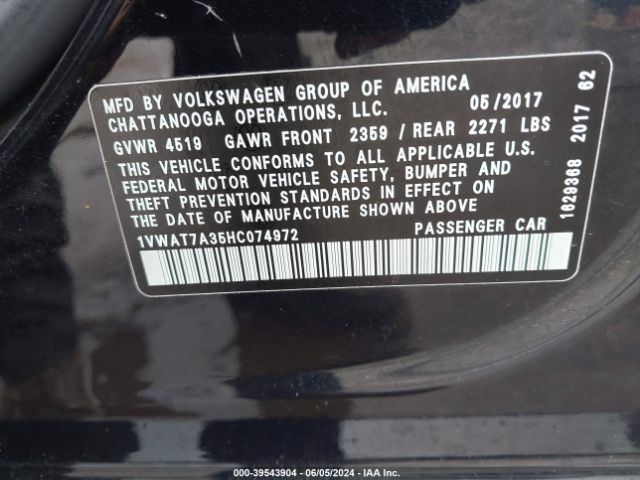 MFD BY VOLKSWAGEN GROUP OF AMERICA
CHATTANOOGA OPERATIONS, LLC. 05/2017
GVWR 4519 GAWR FRONT 2359 / REAR 2271 LBS
THIS VEHICLE CONFORMS TO ALL APPLICABLE U.S.
FEDERAL MOTOR VEHICLE SAFETY, BUMPER AND
THEFT PREVENTION STANDARDS IN EFFECT ON
THE DATE OF MANUFACTURE SHOWN ABOVE
1VWAT7A35HC074972 PASSENGER CAR
1628368 2017 62
000-39543904 - 06/05/2024 - IAA Inc.